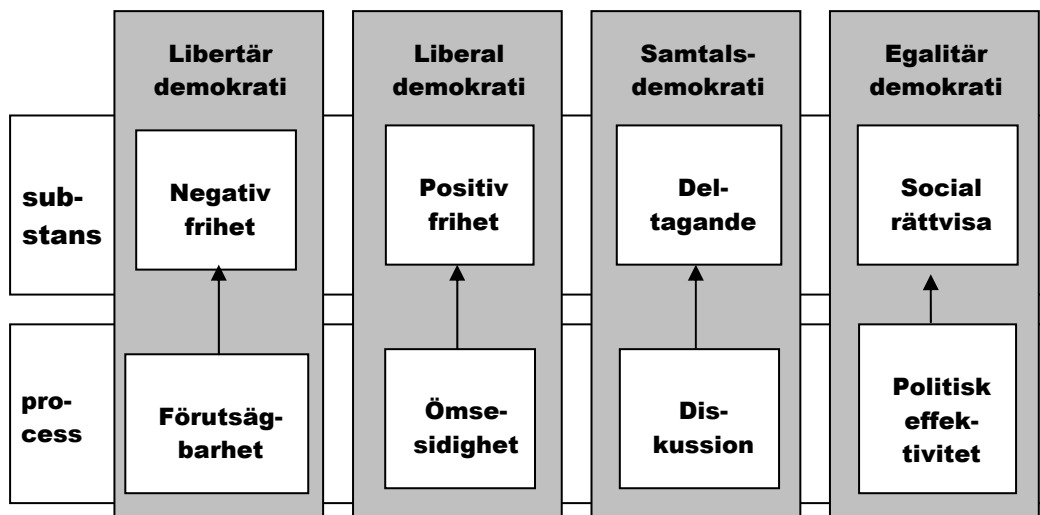 Libertär
demokrati
Liberal
demokrati
Samtals-
demokrati
Egalitär
demokrati
sub-
stans
Negativ
frihet
Positiv
frihet
Del-
tagande
Social
rättvisa
pro-
cess
Förutsäg-
barhet
Ömse-
sidighet
Dis-
kussion
Politisk
effek-
tivitet